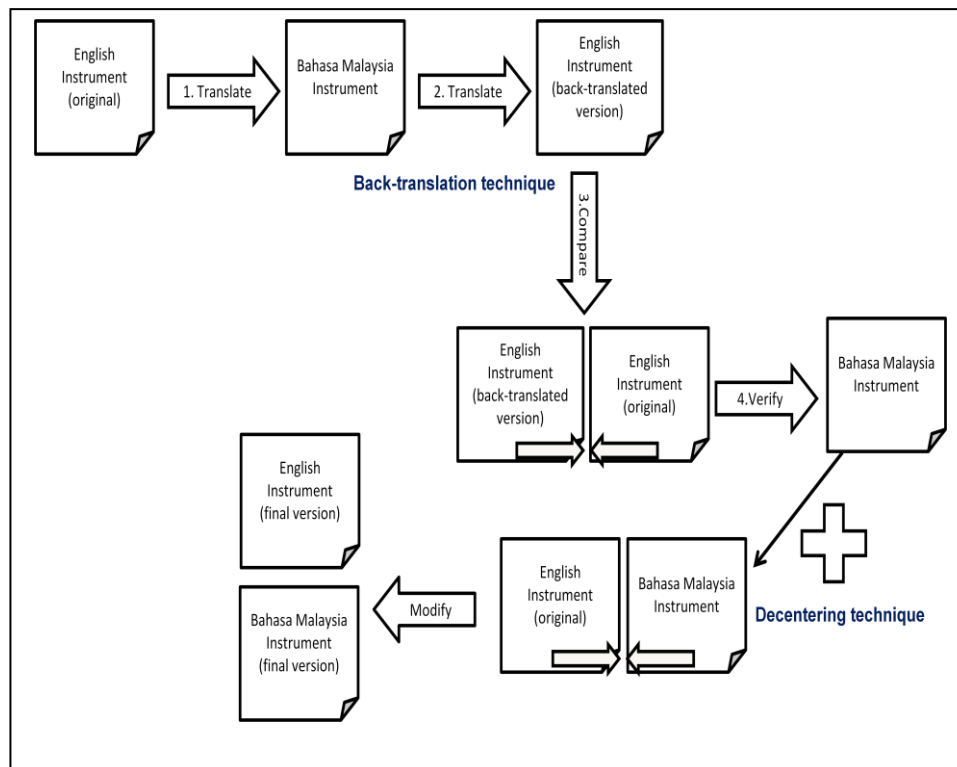 English
Instrument
(original)
1. Translate
Bahasa Malaysia
Instrument
2. Translate
English
Instrument
(back-translated
version)
Back-translation technique
3.Compare
English
Instrument
(back-translated
version)
English
Instrument
(original)
4.Verify
Bahasa Malaysia
Instrument
English
Instrument
(final version)
Bahasa Malaysia
Instrument
(final version)
Modify
English
Instrument
(original)
Bahasa Malaysia
Instrument
Decentering technique